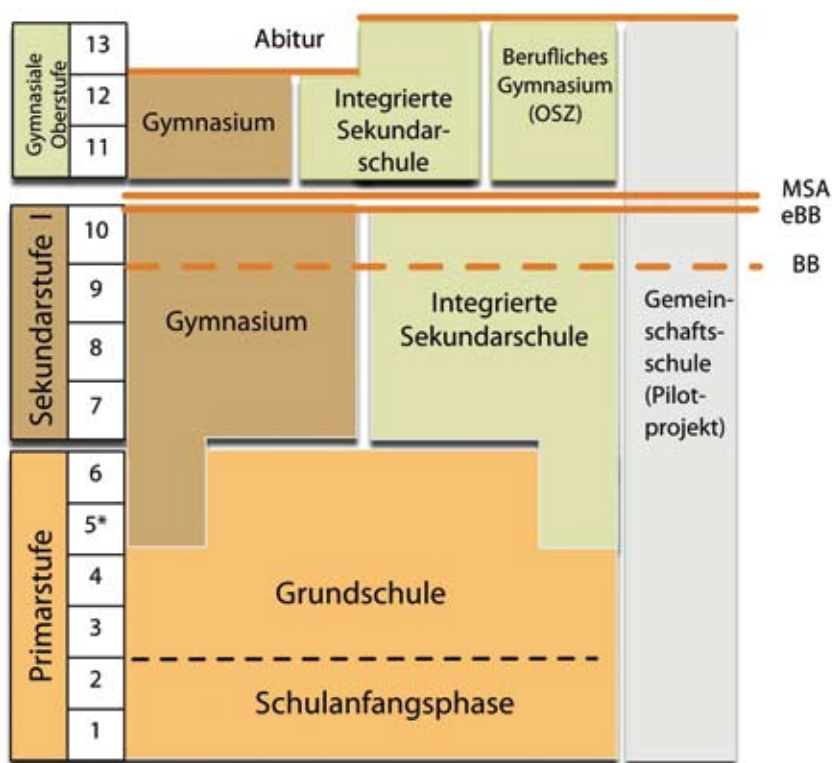 Gymnasiale
Oberstufe
13
12
11
Abitur
Gymnasium
Integrierte
Sekundar-
schule
Berufliches
Gymnasium
(OSZ)
MSA
eBB
BB
Sekundarstufe I
10
9
8
7
Gymnasium
Integrierte
Sekundarschule
Gemein-
schafts-
schule
(Pilot-
projekt)
Primarstufe
6
5*
4
3
2
1
Grundschule
Schulanfangsphase